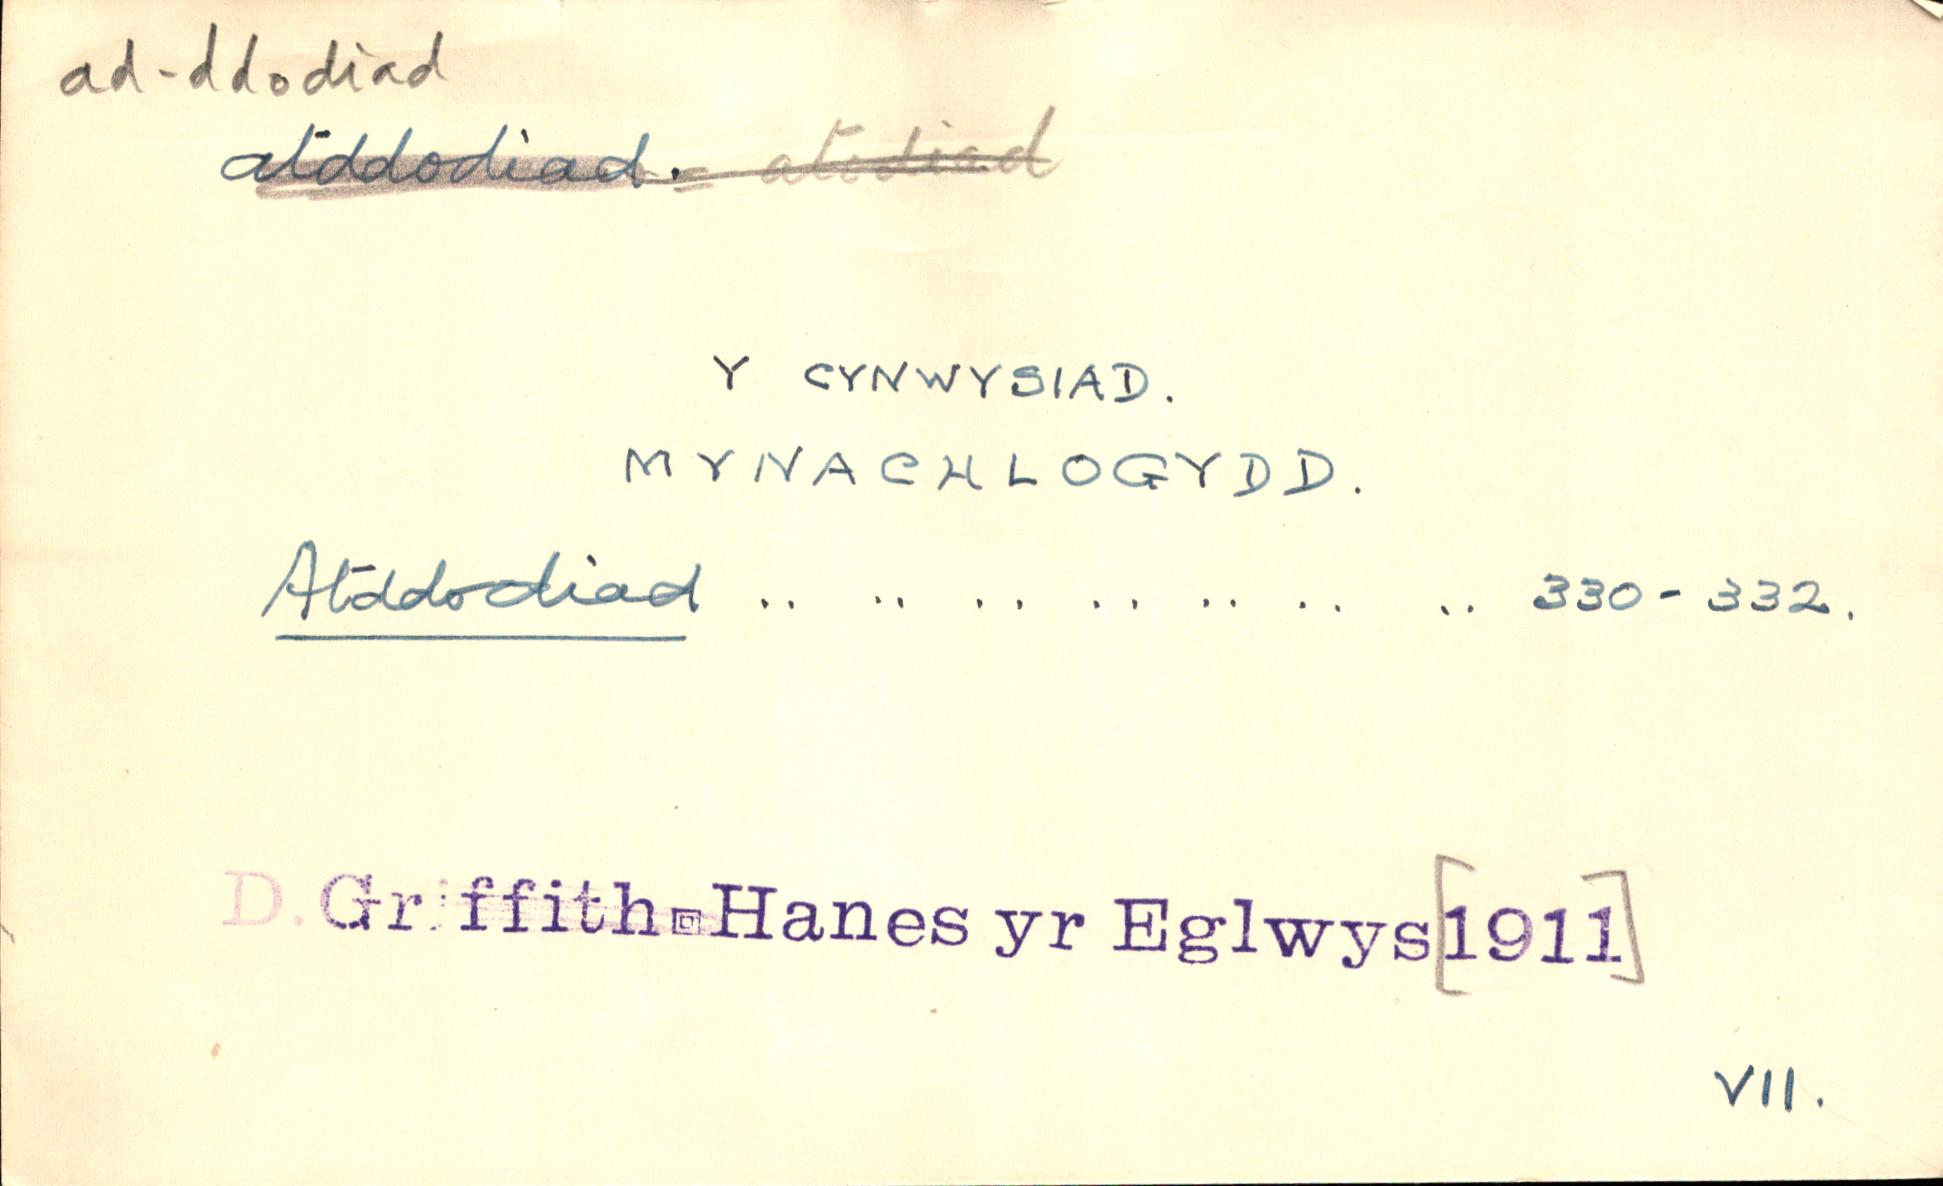 ad-ddodiad
atddodiad. = atodiad
Y CYNWYSIAD.
MYNACHLOGYDD.
Atddodiad .. .. .. .. .. .. .. 330-332.
D. Griffith-Hanes yr Eglwys [1911]
VII.